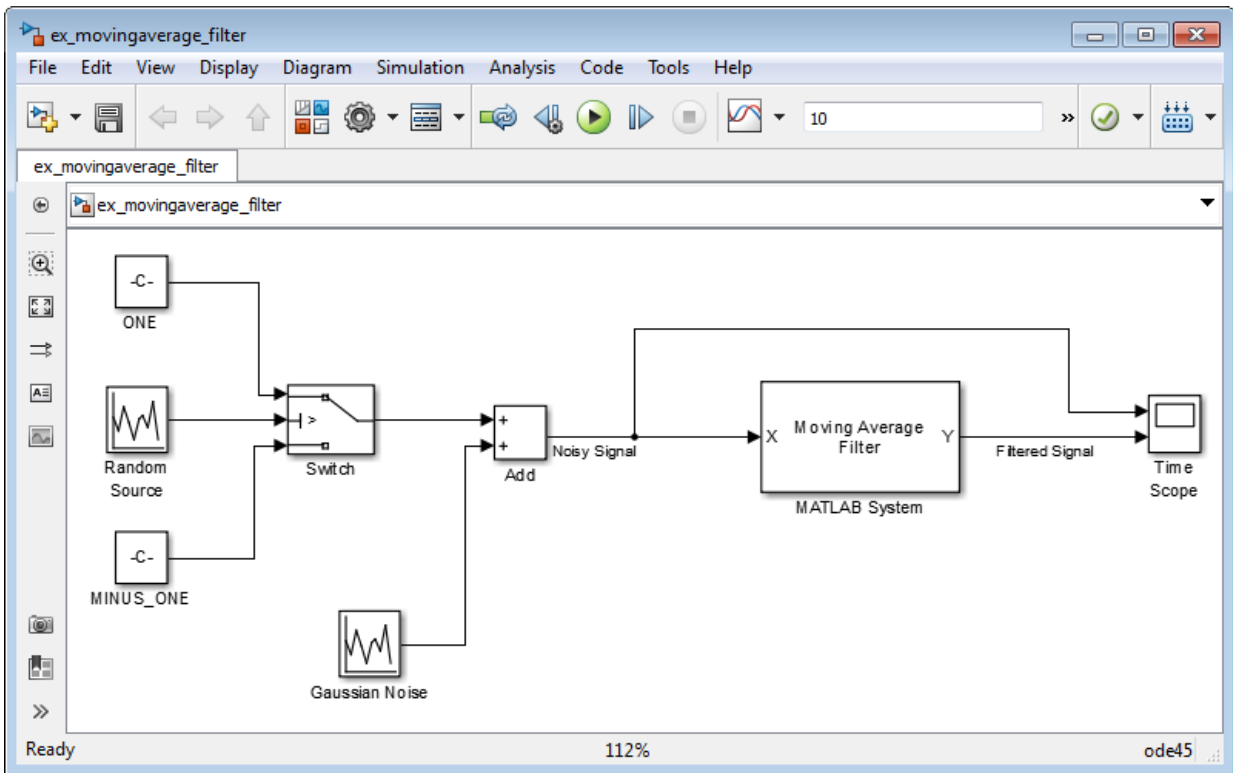 ex_movingaverage_filter
File Edit View Display Diagram Simulation Analysis Code Tools Help
10 »
ex_movingaverage_filter
ex_movingaverage_filter
-C-
ONE
Random
Source
-C-
MINUS_ONE
>
Switch
+
+
Add
Gaussian Noise
Noisy Signal
X Moving Average Y
Filter
MATLAB System
Filtered Signal
Time
Scope
Ready 112% ode45